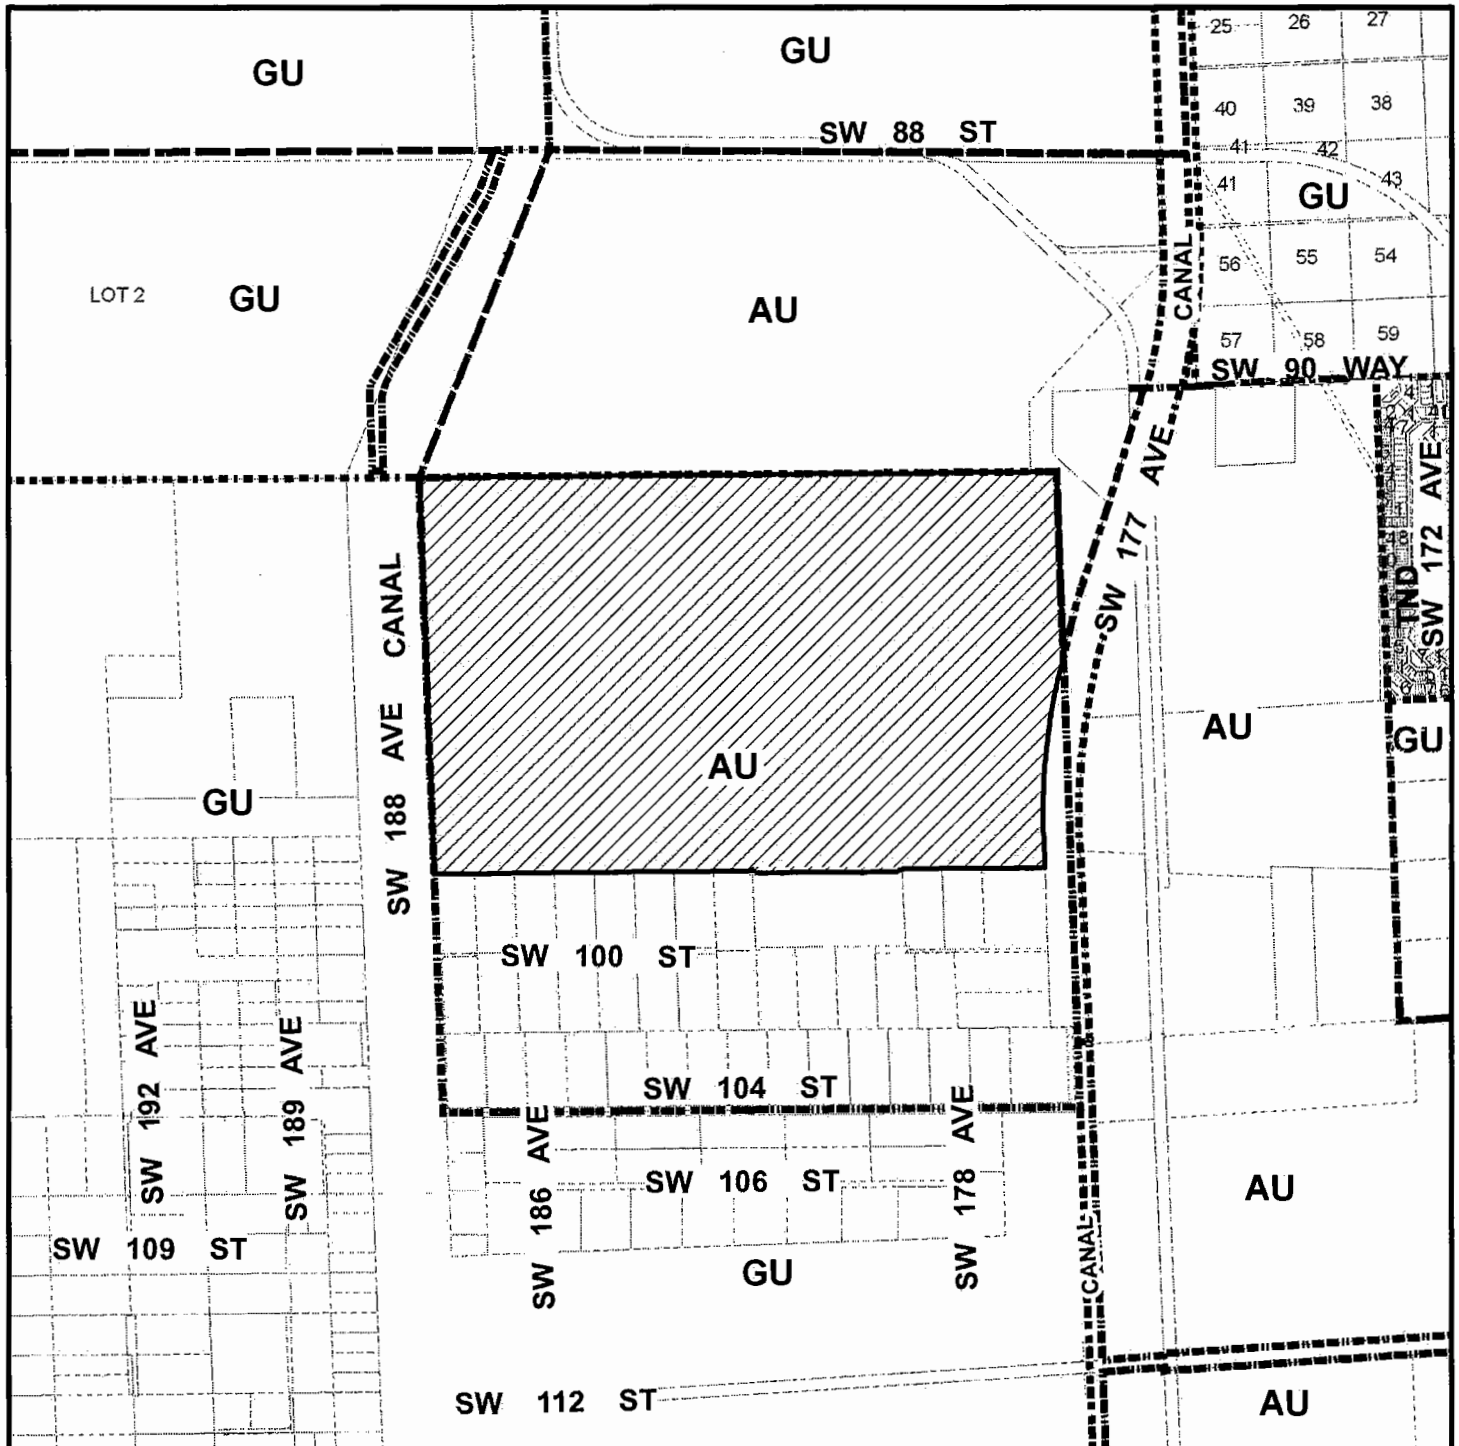 GU
GU
25 26 27
40 39 38
SW 88 ST
41 42
41 43
GU
CANAL
56 55 54
LOT 2
GU
AU
57 58 59
SW 90 WAY
SW 177 AVE
SW 172 AVE
TND
SW 188 AVE CANAL
AU
GU
AU
GU
SW 100 ST
SW 192 AVE
SW 189 AVE
SW 104 ST
SW 186 AVE
SW 178 AVE
SW 106 ST
AU
SW 109 ST
GU
CANAL
SW 112 ST
AU